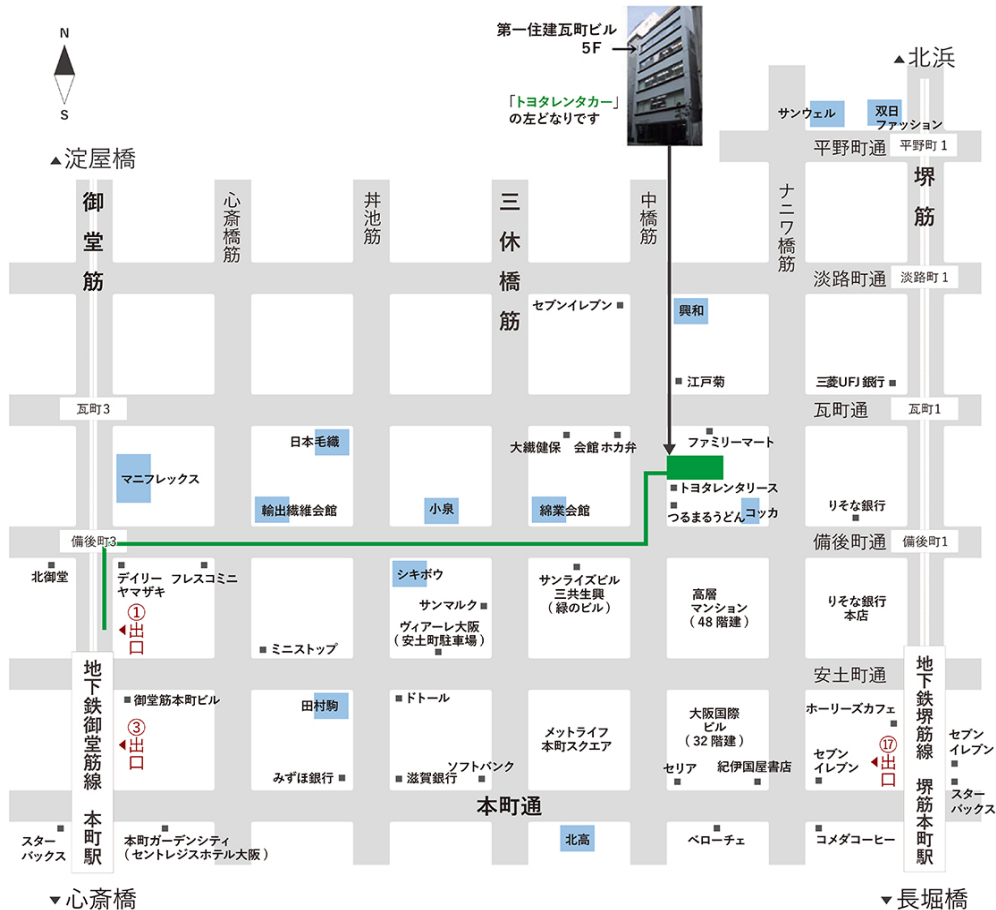 N
S
第一住建瓦町ビル
5F
「トヨタレンタカー」
の左どなりです
▲北浜
サンウェル
双日
ファッション
平野町通
平野町1
▲淀屋橋
御堂筋
心斎橋筋
丼池筋
三休橋筋
中橋筋
ナニワ橋筋
堺筋
淡路町通
淡路町1
セブンイレブン
興和
江戸菊
三菱UFJ銀行
瓦町3
瓦町通
瓦町1
日本毛織
大繊健保
会館
ホカ弁
ファミリーマート
マニフレックス
トヨタレンタリース
輸出繊維会館
小泉
綿業会館
つるまるうどん
コッカ
りそな銀行
備後町3
備後町通
備後町1
北御堂
デイリー
ヤマザキ
フレスコミニ
シキボウ
サンライズビル
三共生興
(緑のビル)
高層
マンション
(48階建)
りそな銀行
本店
サンマルク
ヴィアーレ大阪
(安土町駐車場)
①出口
ミニストップ
安土町通
地下鉄御堂筋線 本町駅
御堂筋本町ビル
③出口
田村駒
ドトール
メットライフ
本町スクエア
大阪国際
ビル
(32階建)
ホーリーズカフェ
地下鉄堺筋線 堺筋本町駅
⑰出口
セブン
イレブン
セブン
イレブン
みずほ銀行
滋賀銀行
ソフトバンク
セリア
紀伊国屋書店
スター
バックス
本町通
スター
バックス
本町ガーデンシティ
(セントレジスホテル大阪)
北高
ベローチェ
コメダコーヒー
▼心斎橋
▼長堀橋